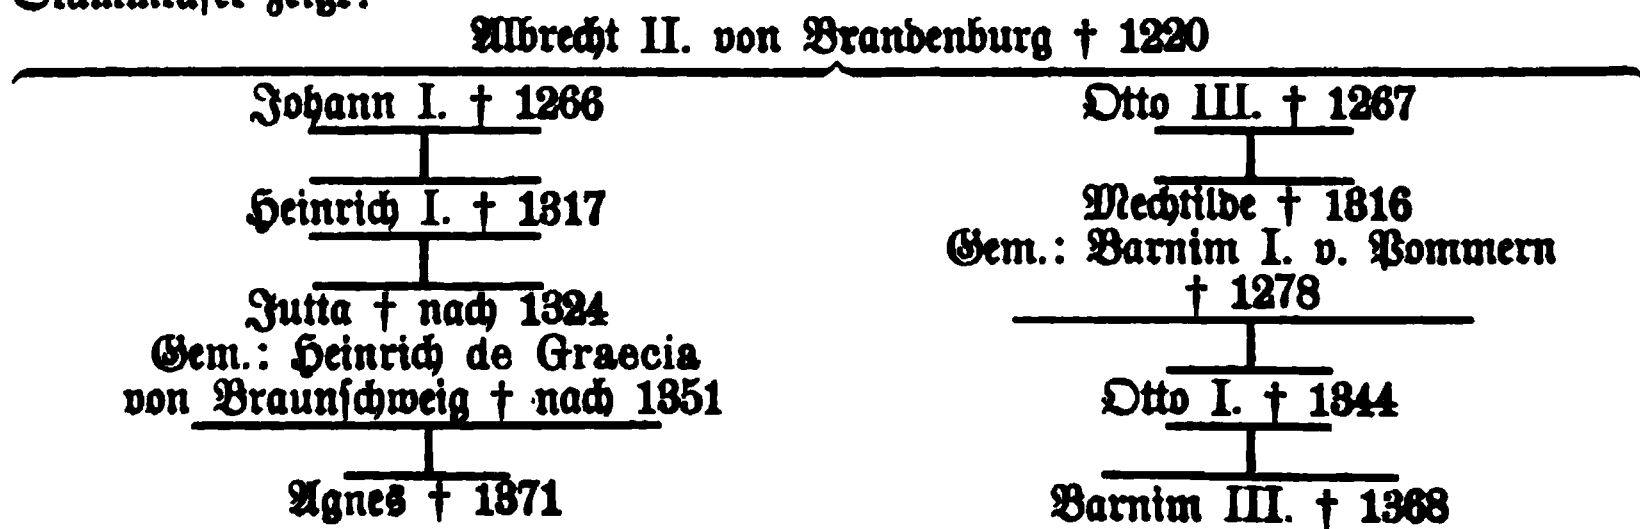 Albrecht II. von Brandenburg † 1220
Johann I. † 1266
Heinrich I. † 1317
Jutta † nach 1324
Gem.: Heinrich de Graecia
von Braunſchweig † nach 1351
Agnes † 1371
Otto III. † 1267
Mechtilde † 1316
Gem.: Barnim I. v. Pommern
† 1278
Otto I. † 1344
Barnim III. † 1368